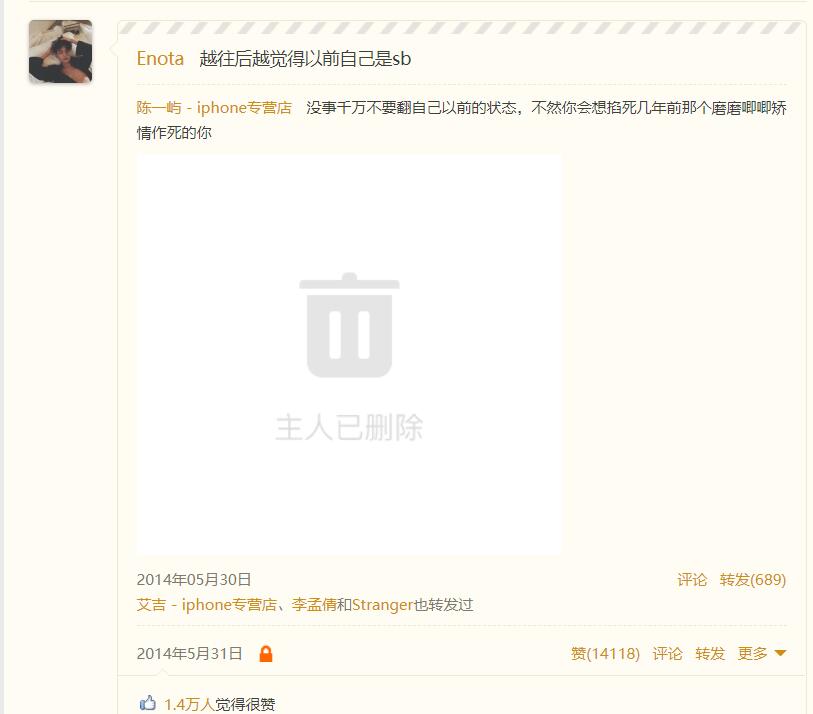 Enota 越往后越觉得以前自己是sb
陈一屿 - iphone专营店 没事千万不要翻自己以前的状态，不然你会想掐死几年前那个磨磨唧唧矫
情作死的你
主人已删除
2014年05月30日 评论 转发(689)
艾吉 - iphone专营店、李孟倩和Stranger也转发过
2014年5月31日 赞(14118) 评论 转发 更多
1.4万人觉得很赞